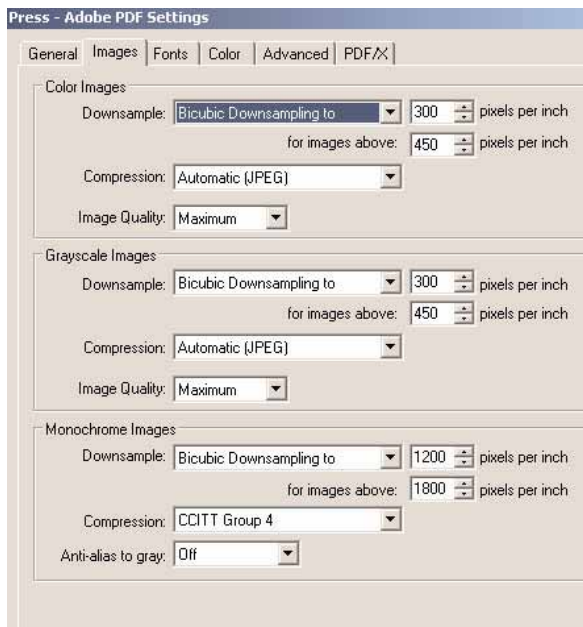 Press - Adobe PDF Settings
General Images Fonts Color Advanced PDF/X
Color Images
Downsample: Bicubic Downsampling to 300 pixels per inch
for images above: 450 pixels per inch
Compression: Automatic (JPEG)
Image Quality: Maximum
Grayscale Images
Downsample: Bicubic Downsampling to 300 pixels per inch
for images above: 450 pixels per inch
Compression: Automatic (JPEG)
Image Quality: Maximum
Monochrome Images
Downsample: Bicubic Downsampling to 1200 pixels per inch
for images above: 1800 pixels per inch
Compression: CCITT Group 4
Anti-alias to gray: Off